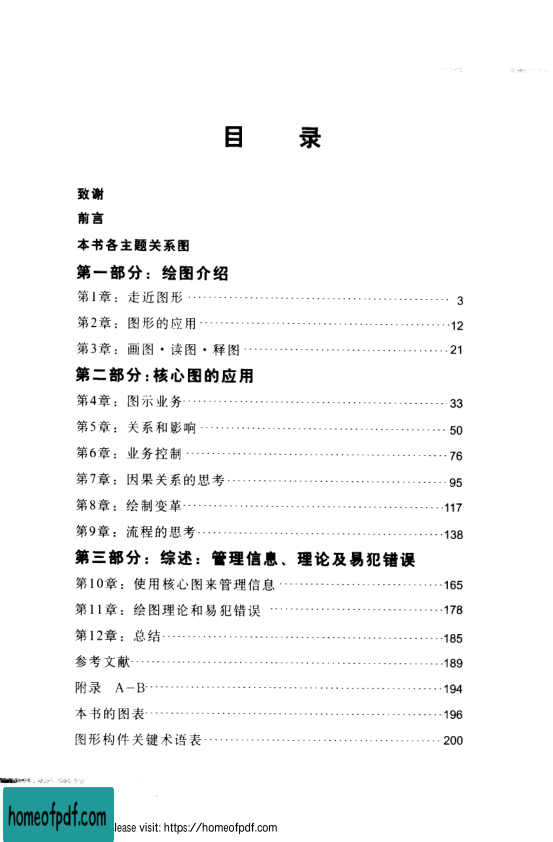 目 录
致谢
前言
本书各主题关系图
第一部分：绘图介绍
第1章：走近图形 3
第2章：图形的应用 12
第3章：画图·读图·释图 21
第二部分:核心图的应用
第4章：图示业务 33
第5章：关系和影响 50
第6章：业务控制 76
第7章：因果关系的思考 95
第8章：绘制变革 117
第9章：流程的思考 138
第三部分：综述：管理信息、理论及易犯错误
第10章：使用核心图来管理信息 165
第11章：绘图理论和易犯错误 178
第12章：总结 185
参考文献 189
附录 A-B 194
本书的图表 196
图形构件关键术语表 200
homeofpdf.com
lease visit: https://homeofpdf.com